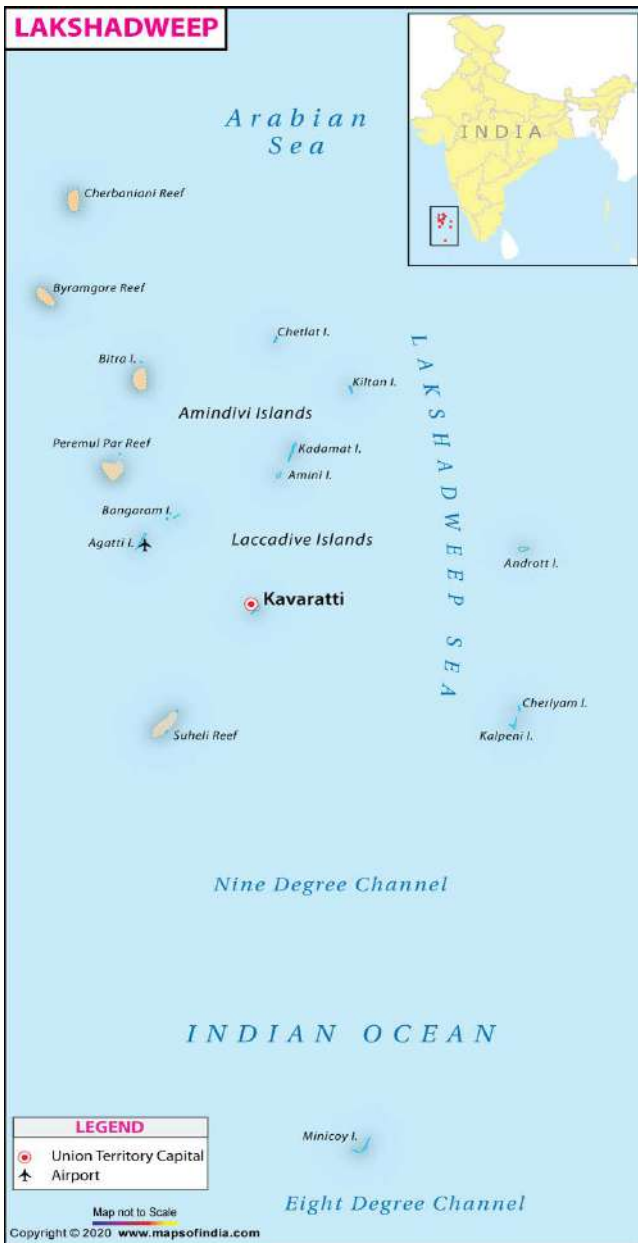 LAKSHADWEEP
Arabian
Sea
INDIA
Cherbaniani Reef
Byramgore Reef
Chetlat I.
Bitra I.
Kiltan I.
Amindivi Islands
LAKSHADWEEP SEA
Peremul Par Reef
Kadamat I.
Amini I.
Bangaram I.
Agatti I.
Laccadive Islands
Andrott I.
Kavaratti
Cheriyam I.
Suheli Reef
Kalpeni I.
Nine Degree Channel
INDIAN OCEAN
LEGEND
Union Territory Capital
Airport
Minicoy I.
Eight Degree Channel
Map not to Scale
Copyright © 2020 www.mapsofindia.com